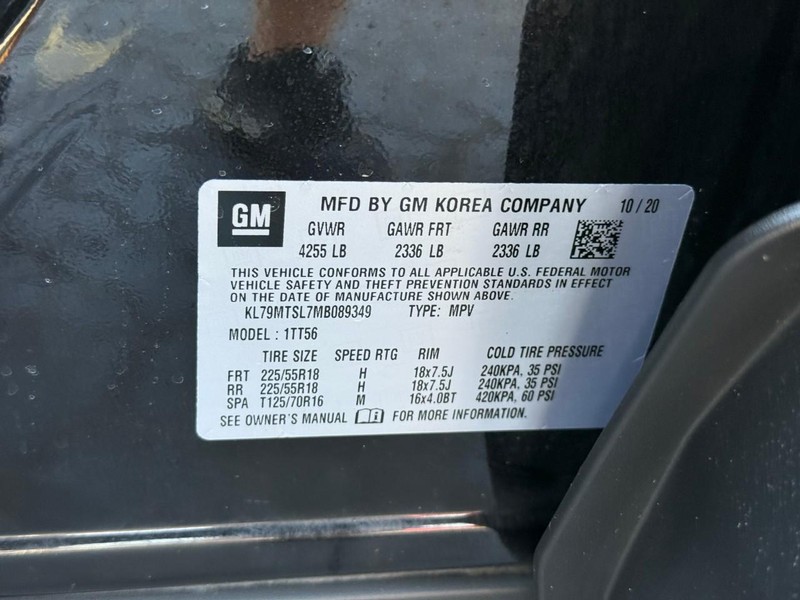 GM
MFD BY GM KOREA COMPANY 10/20
GVWR GAWR FRT GAWR RR
4255 LB 2336 LB 2336 LB
THIS VEHICLE CONFORMS TO ALL APPLICABLE U.S. FEDERAL MOTOR
VEHICLE SAFETY AND THEFT PREVENTION STANDARDS IN EFFECT
ON THE DATE OF MANUFACTURE SHOWN ABOVE.
KL79MTSL7MB089349 TYPE: MPV
MODEL : 1TT56
TIRE SIZE SPEED RTG RIM COLD TIRE PRESSURE
FRT 225/55R18 H 18x7.5J 240KPA, 35 PSI
RR 225/55R18 H 18x7.5J 240KPA, 35 PSI
SPA T125/70R16 M 16x4.0BT 420KPA, 60 PSI
SEE OWNER'S MANUAL FOR MORE INFORMATION.